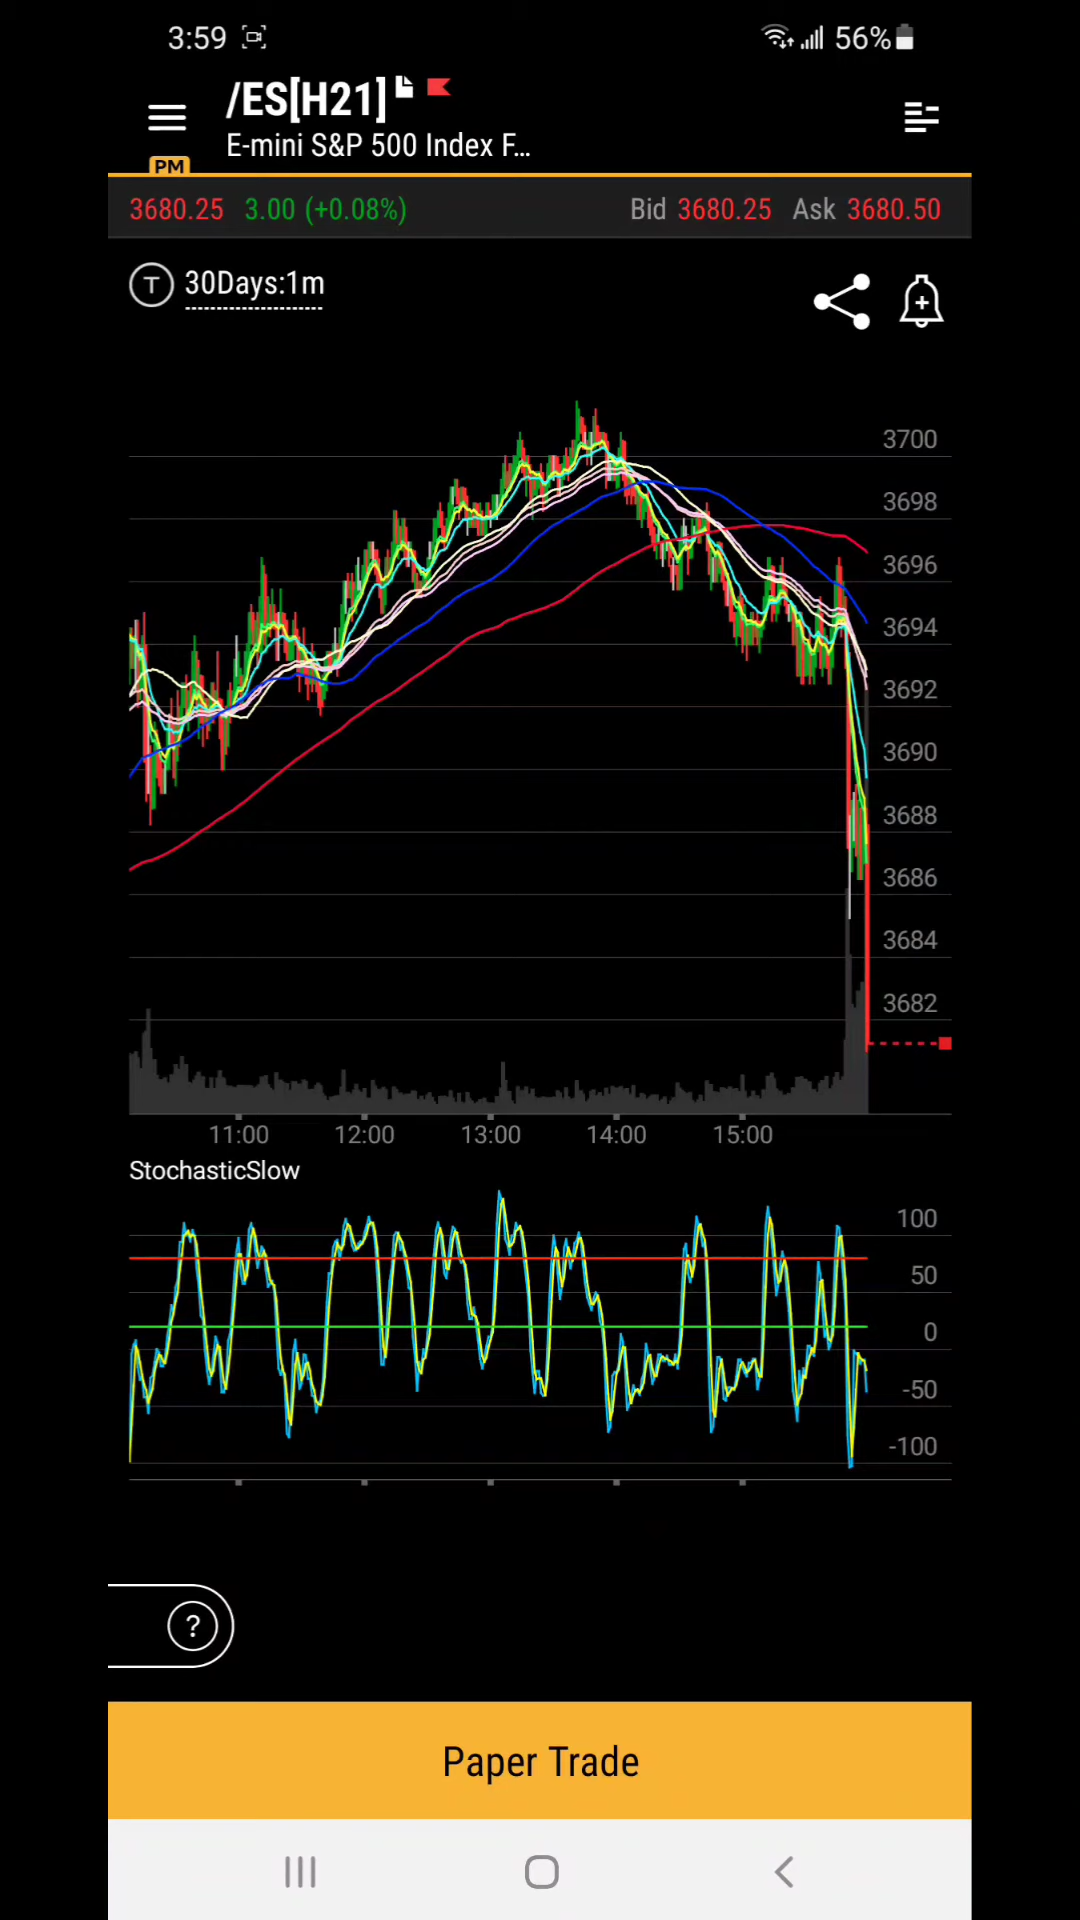 3:59 56%
/ES[H21]
E-mini S&P 500 Index F...
PM
3680.25 3.00 (+0.08%) Bid 3680.25 Ask 3680.50
T 30Days:1m
3700
3698
3696
3694
3692
3690
3688
3686
3684
3682
11:00 12:00 13:00 14:00 15:00
StochasticSlow
100
50
0
-50
-100
?
Paper Trade